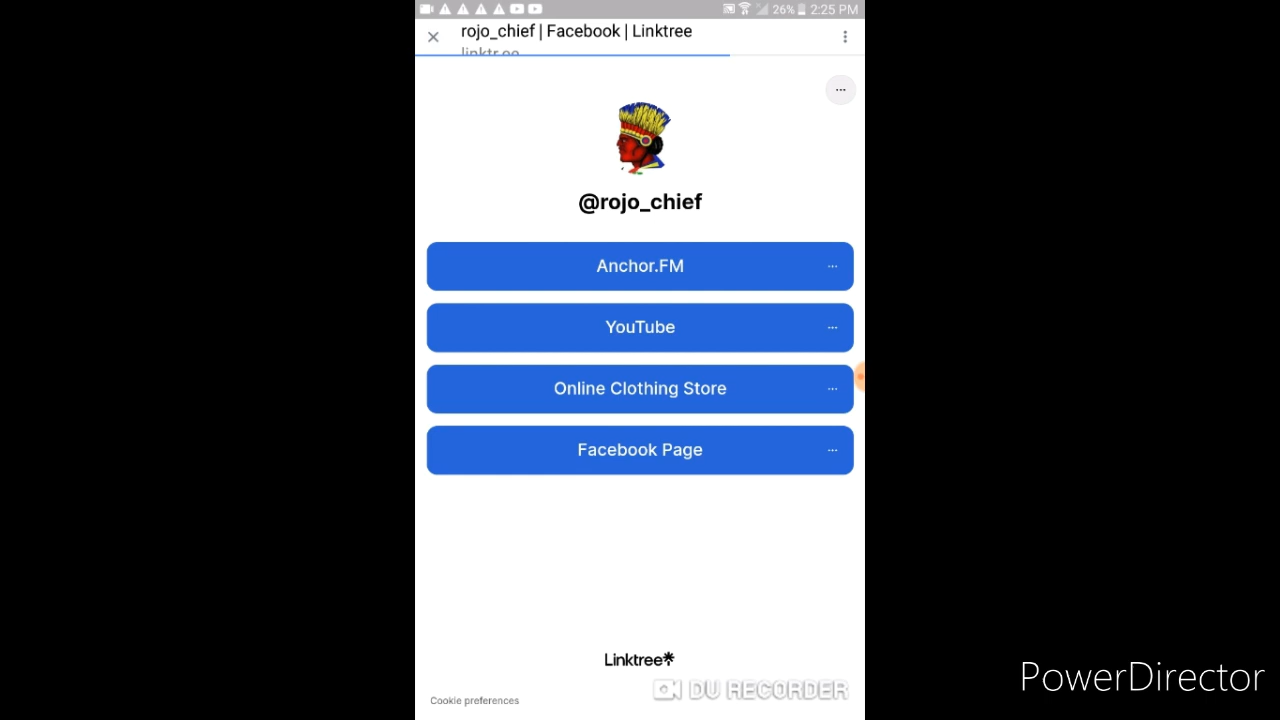 26% 2:25 PM
rojo_chief | Facebook | Linktree
linktr.ee
@rojo_chief
Anchor.FM
YouTube
Online Clothing Store
Facebook Page
Linktree
DU RECORDER
PowerDirector
Cookie preferences